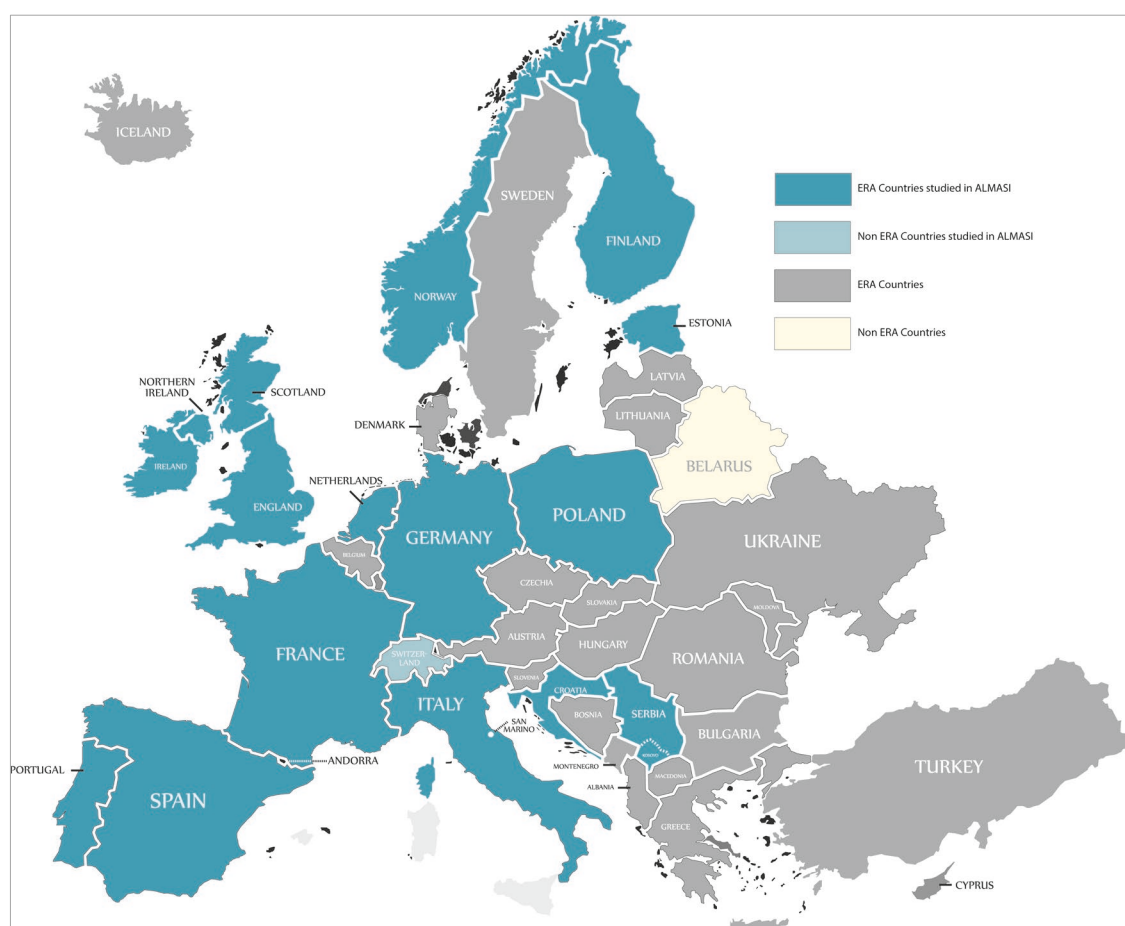 ICELAND
SWEDEN
FINLAND
NORWAY
ESTONIA
LATVIA
LITHUANIA
BELARUS
NORTHERN
IRELAND
SCOTLAND
IRELAND
ENGLAND
DENMARK
NETHERLANDS
GERMANY
POLAND
BELGIUM
UKRAINE
CZECHIA
SLOVAKIA
MOLDOVA
AUSTRIA
HUNGARY
FRANCE
SWITZER-
LAND
ROMANIA
SLOVENIA
ITALY
CROATIA
SERBIA
BOSNIA
SAN
MARINO
BULGARIA
KOSOVO
MONTENEGRO
MACEDONIA
ALBANIA
PORTUGAL
SPAIN
ANDORRA
GREECE
TURKEY
CYPRUS
ERA Countries studied in ALMASI
Non ERA Countries studied in ALMASI
ERA Countries
Non ERA Countries